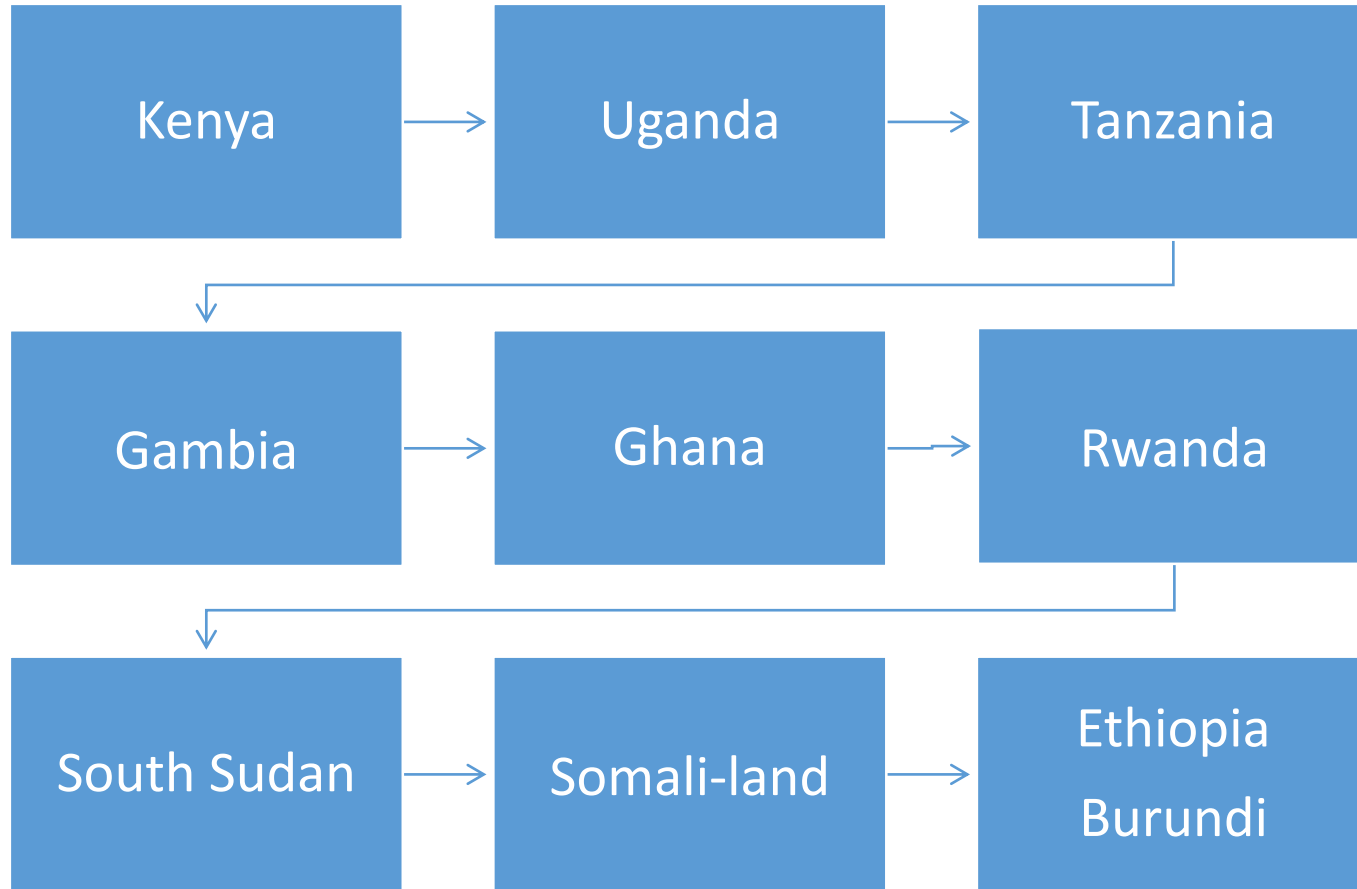 Kenya
Uganda
Tanzania
Gambia
Ghana
Rwanda
South Sudan
Somali-land
Ethiopia
Burundi